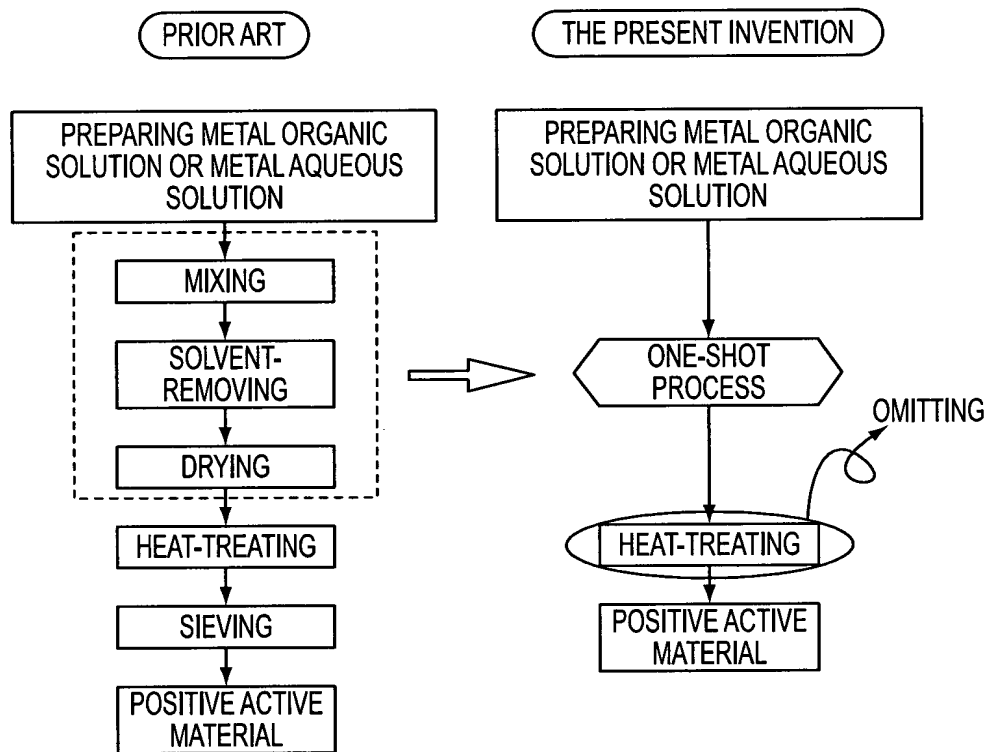 PRIOR ART
PREPARING METAL ORGANIC
SOLUTION OR METAL AQUEOUS
SOLUTION
MIXING
SOLVENT-
REMOVING
DRYING
HEAT-TREATING
SIEVING
POSITIVE ACTIVE
MATERIAL
THE PRESENT INVENTION
PREPARING METAL ORGANIC
SOLUTION OR METAL AQUEOUS
SOLUTION
ONE-SHOT
PROCESS
OMITTING
HEAT-TREATING
POSITIVE ACTIVE
MATERIAL